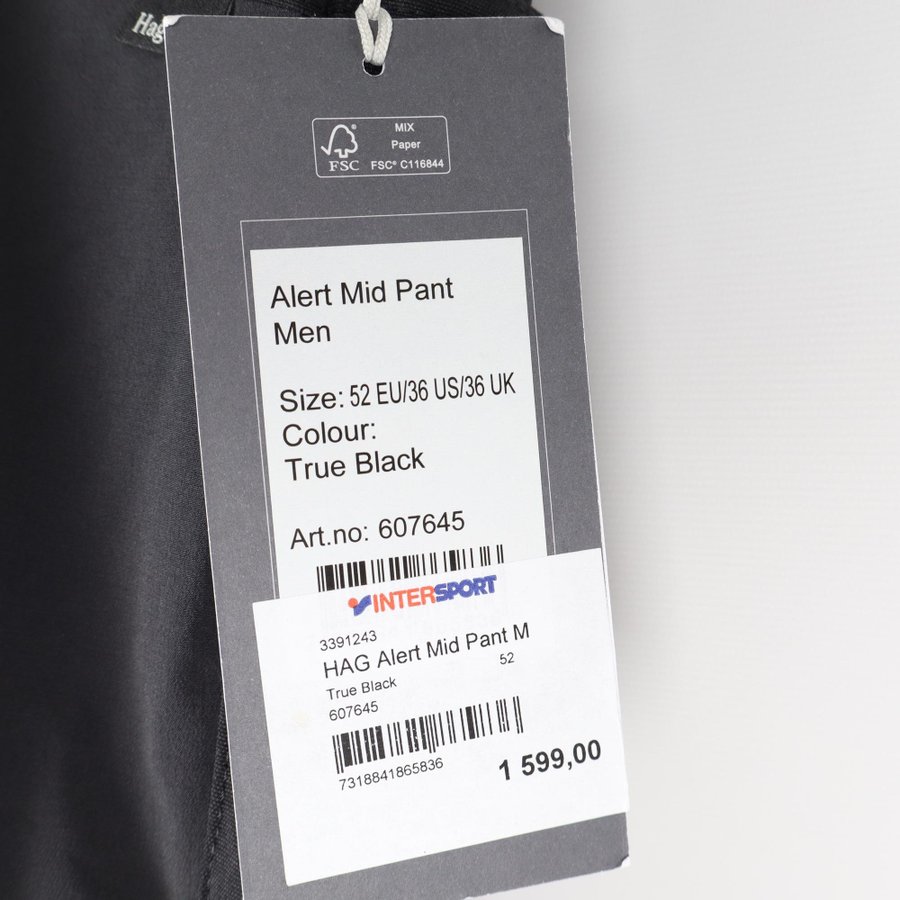 Hag
MIX
Paper
FSC® C116844
FSC
Alert Mid Pant
Men
Size: 52 EU/36 US/36 UK
Colour:
True Black
Art.no: 607645
INTERSPORT
3391243
HAG Alert Mid Pant M
True Black 52
607645
7318841865836
1 599,00